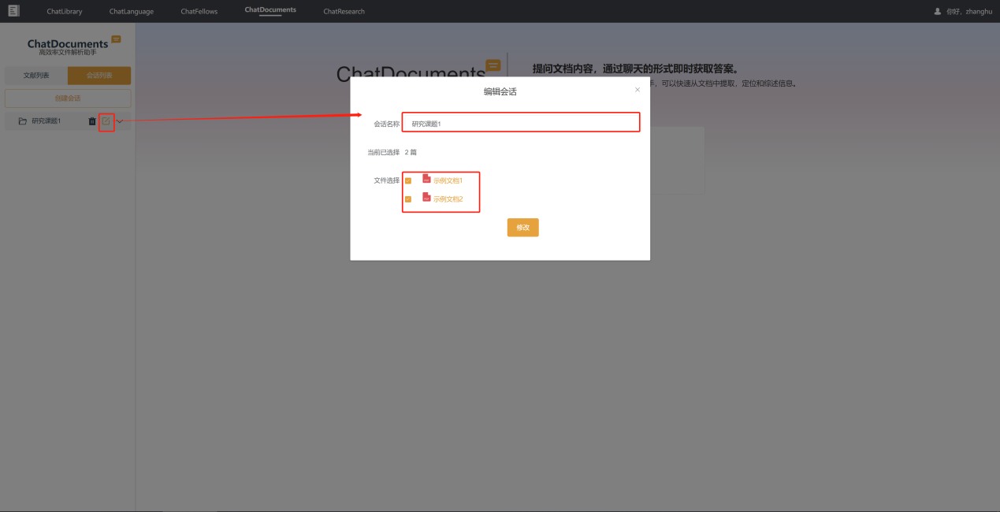 ChatLibrary
ChatLanguage
ChatFellows
ChatDocuments
ChatResearch
你好，zhanghu
ChatDocuments
高效率文件解析助手
文献列表
会话列表
创建会话
研究课题1
ChatDocuments
提问文档内容，通过聊天的形式即时获取答案。
手，可以快速从文档中提取，定位和综述信息。
编辑会话
会话名称 研究课题1
当前已选择 2 篇
文件选择 示例文档1
示例文档2
修改